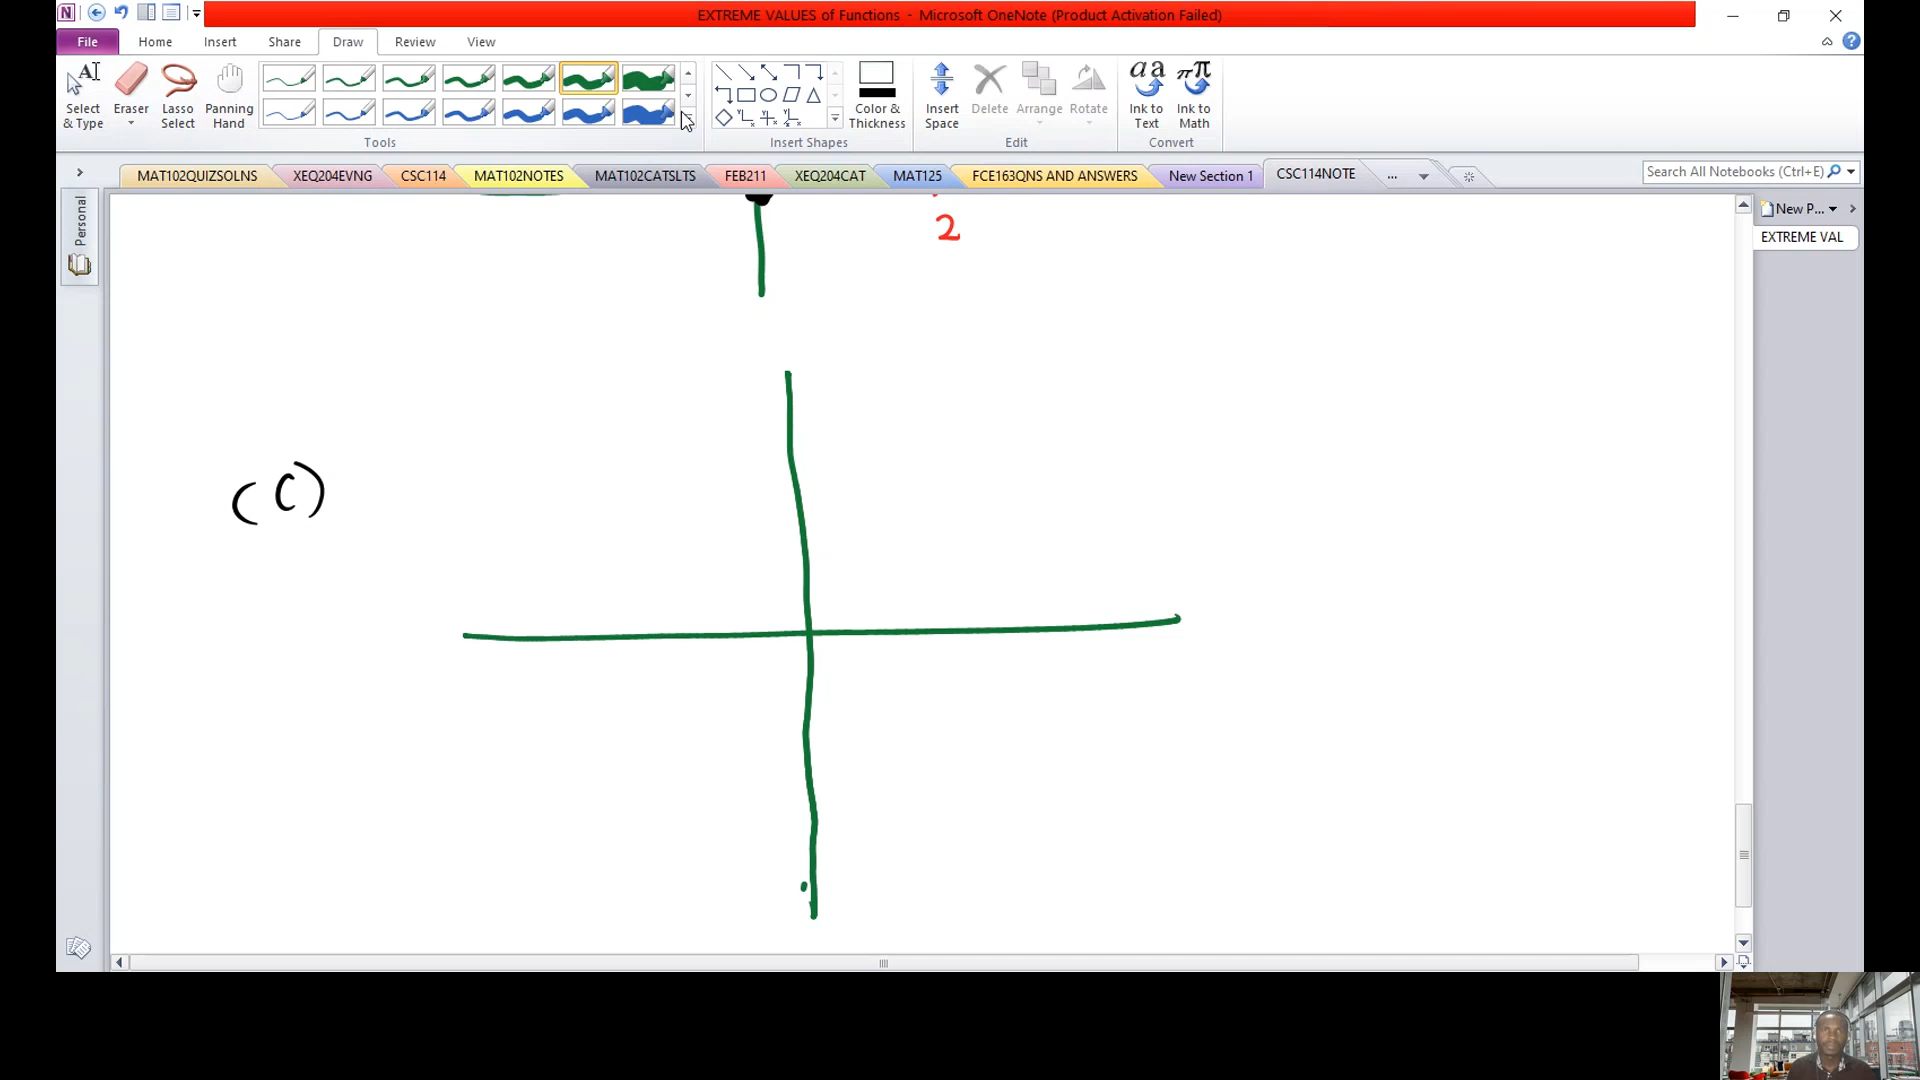 EXTREME VALUES of Functions - Microsoft OneNote (Product Activation Failed)
File Home Insert Share Draw Review View
Select & Type
Eraser
Lasso Select
Panning Hand
Tools
Insert Shapes
Color & Thickness
Insert Space
Delete
Arrange
Rotate
Edit
aa Ink to Text
π Ink to Math
Convert
MAT102QUIZSOLNS XEQ204EVNG CSC114 MAT102NOTES MAT102CATSLTS FEB211 XEQ204CAT MAT125 FCE163QNS AND ANSWERS New Section 1 CSC114NOTE ...
Search All Notebooks (Ctrl+E)
Personal
New P...
EXTREME VAL
2
(C)